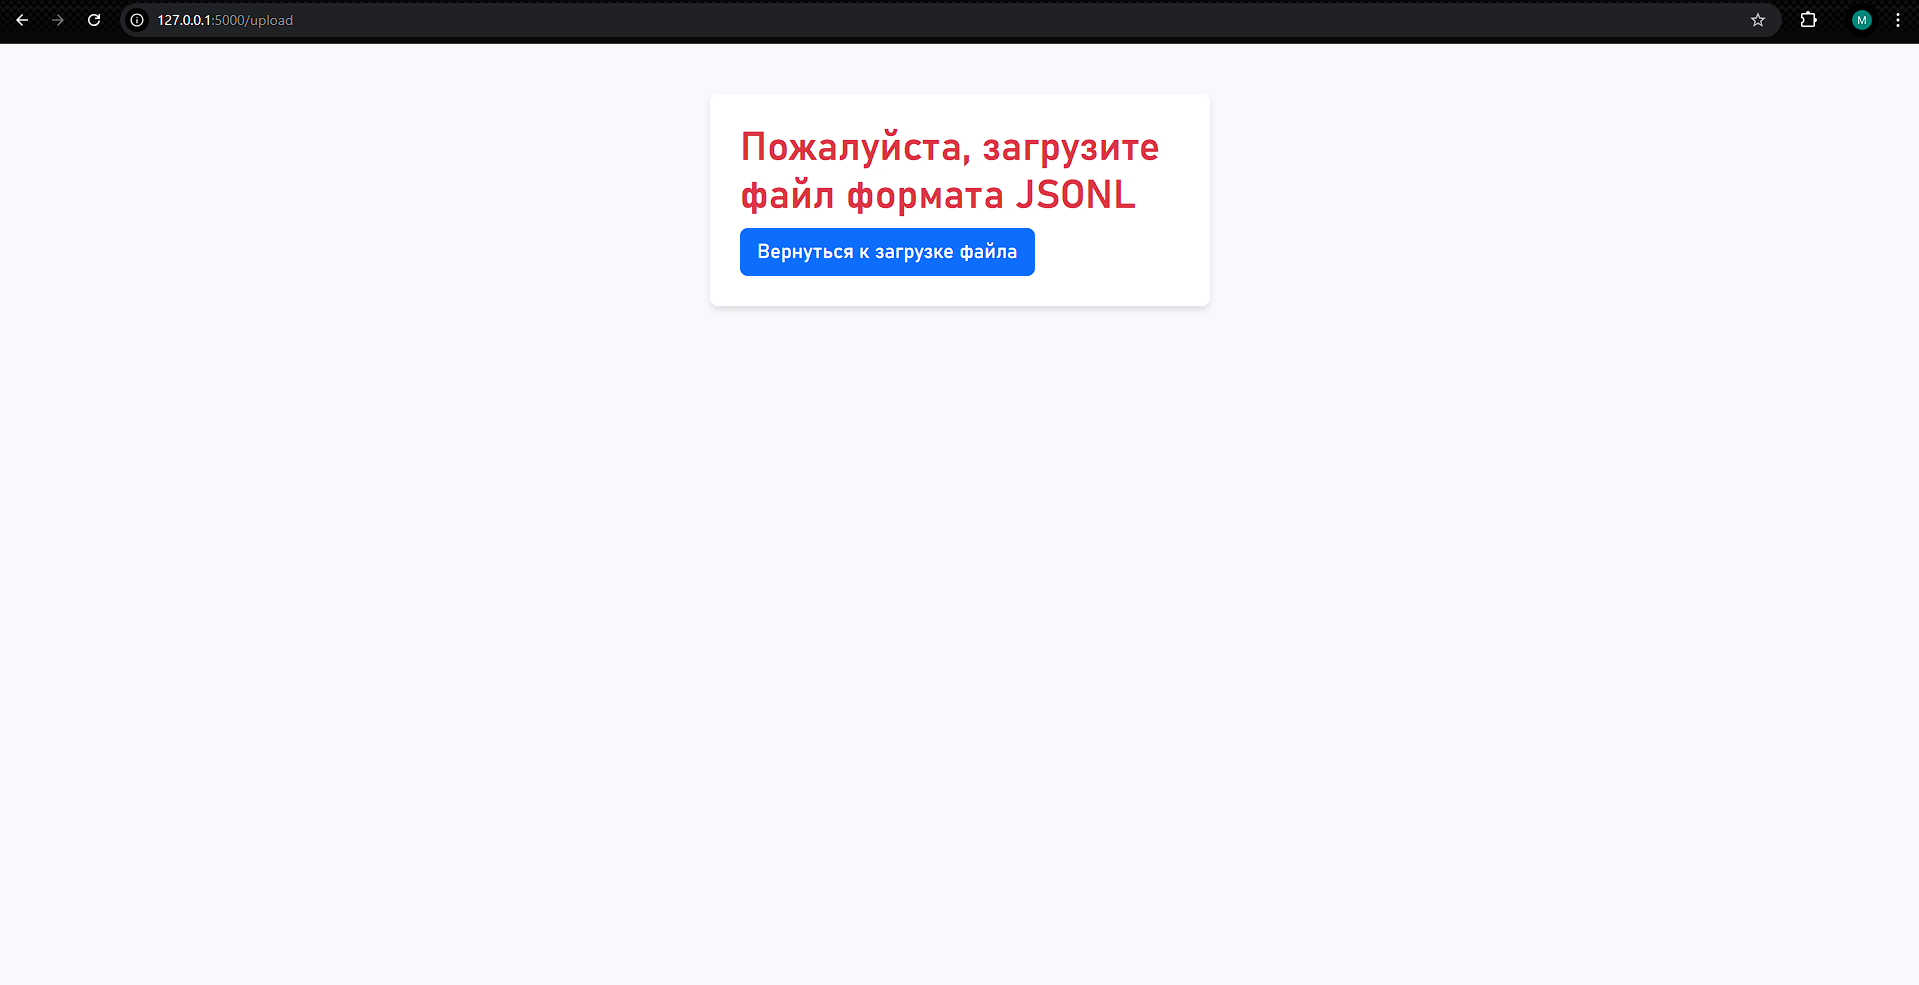 127.0.0.1:5000/upload
M
Пожалуйста, загрузите
файл формата JSONL
Вернуться к загрузке файла